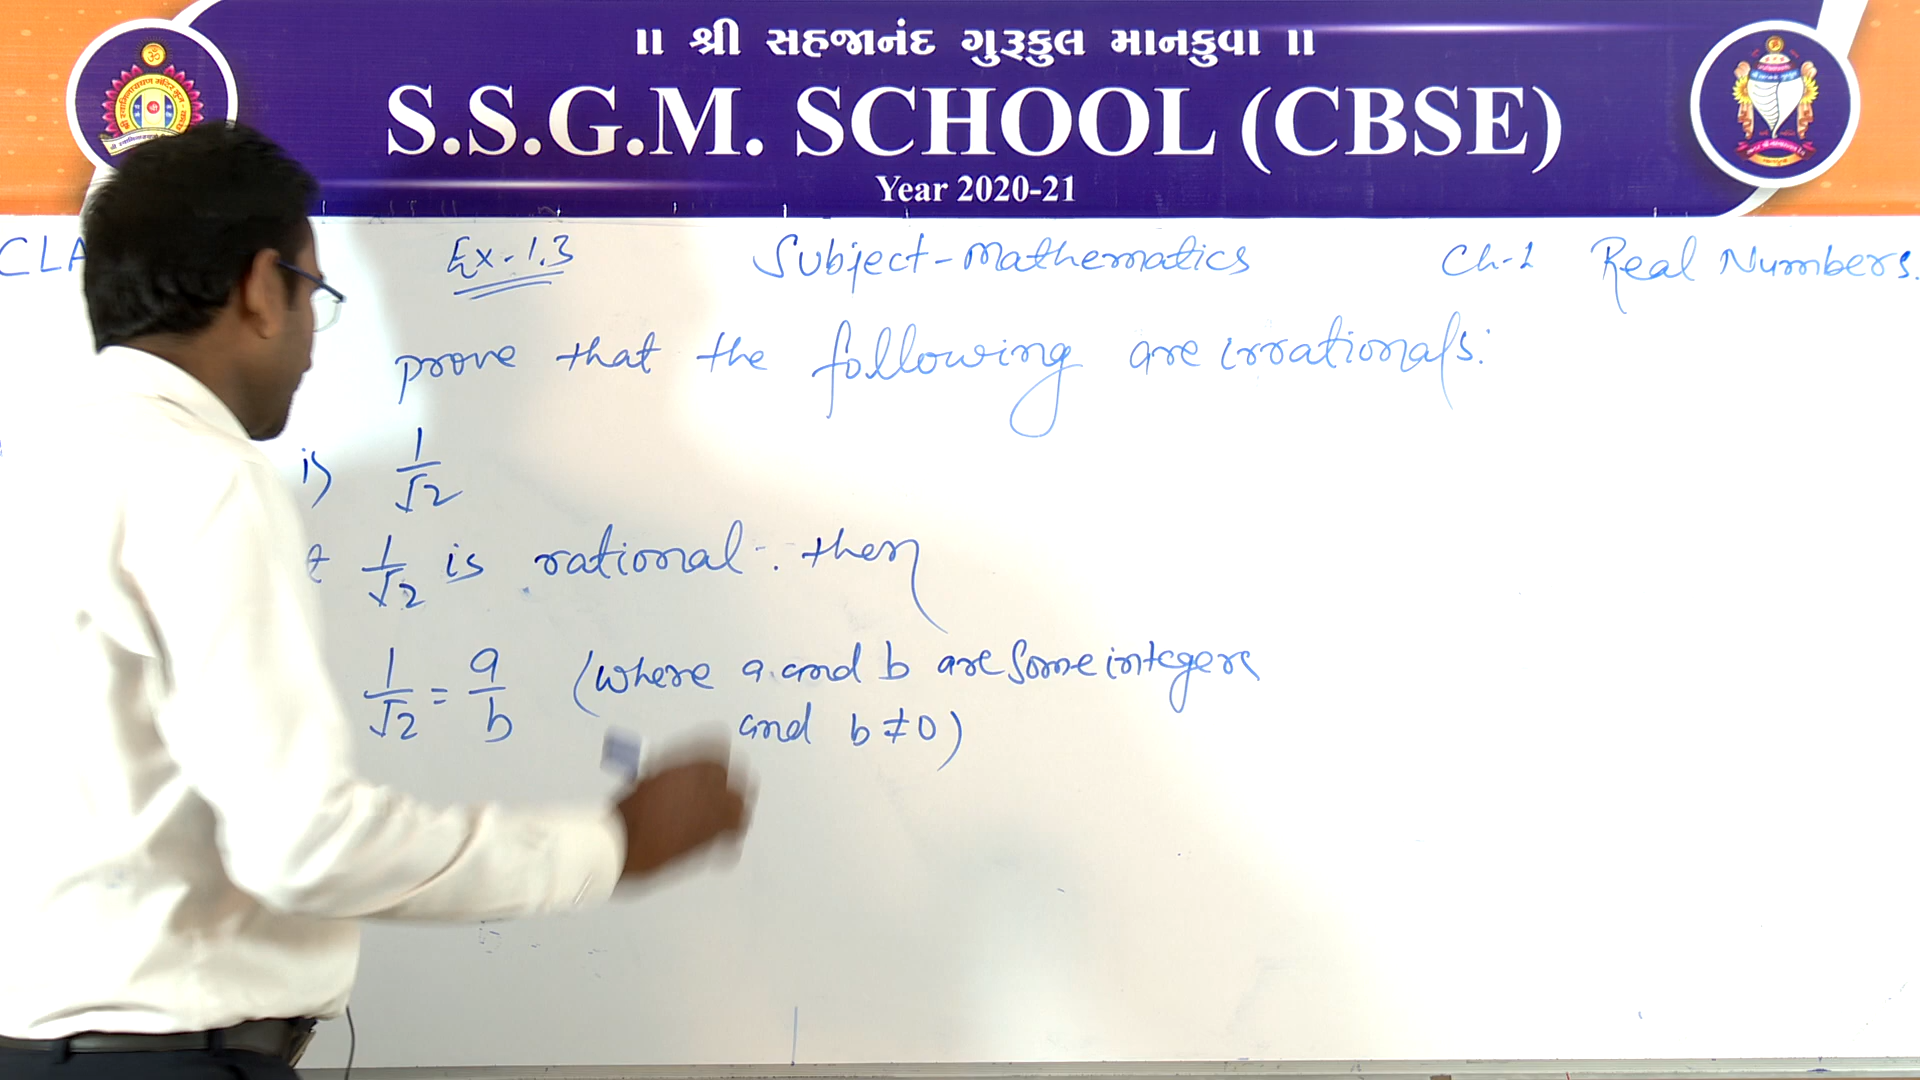 ॥ શ્રી સહજાનંદ ગુરૂકુલ માનકુવા ॥
S.S.G.M. SCHOOL (CBSE)
Year 2020-21
CLA Ex-1.3 Subject-Mathematics Ch-1 Real Numbers.
prove that the following are irrationals:
i) 1/√2
t 1/√2 is rational. then
1/√2 = a/b (where a and b are some integers
and b ≠ 0)